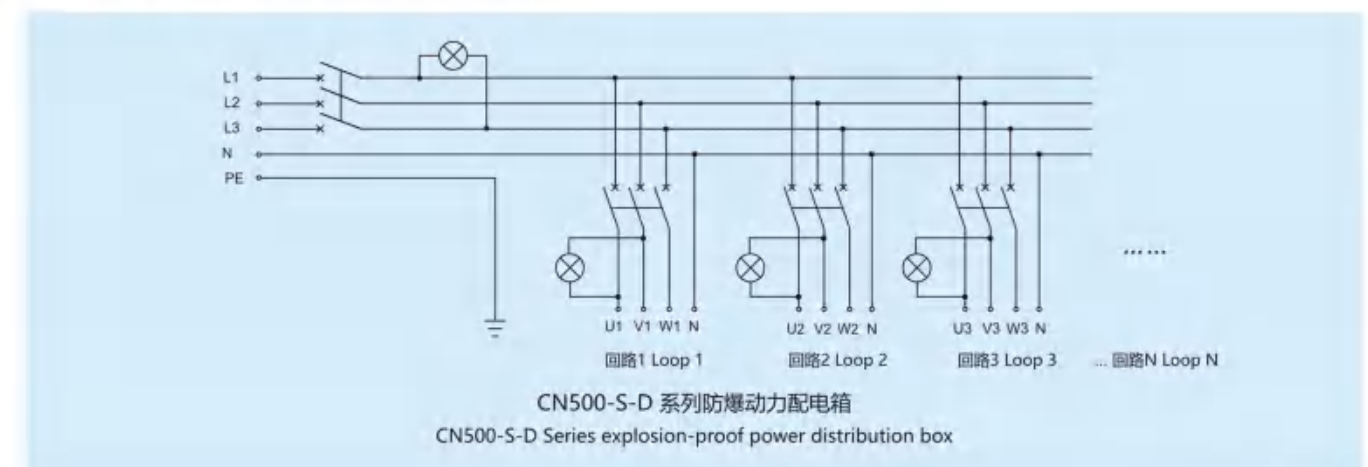 L1
L2
L3
N
PE
U1 V1 W1 N
U2 V2 W2 N
U3 V3 W3 N
……
回路1 Loop 1
回路2 Loop 2
回路3 Loop 3
... 回路N Loop N
CN500-S-D 系列防爆动力配电箱
CN500-S-D Series explosion-proof power distribution box